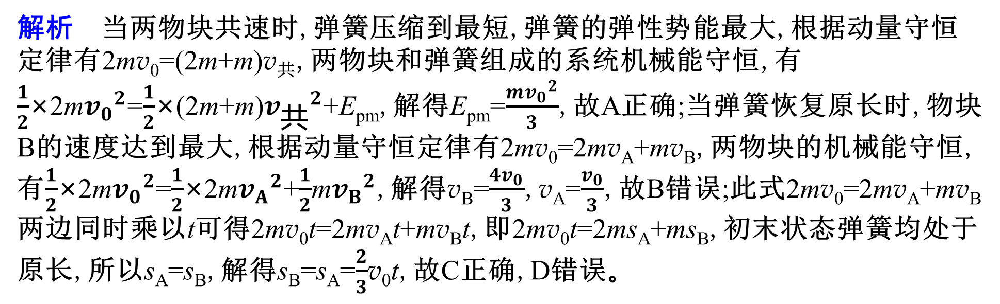 解析 当两物块共速时, 弹簧压缩到最短, 弹簧的弹性势能最大, 根据动量守恒
定律有2mv₀=(2m+m)v共, 两物块和弹簧组成的系统机械能守恒, 有
1/2×2mv₀²=1/2×(2m+m)v共²+Epm, 解得Epm=mv₀²/3, 故A正确;当弹簧恢复原长时, 物块
B的速度达到最大, 根据动量守恒定律有2mv₀=2mvA+mvB, 两物块的机械能守恒,
有1/2×2mv₀²=1/2×2mvA²+1/2mvB², 解得vB=4v₀/3, vA=v₀/3, 故B错误;此式2mv₀=2mvA+mvB
两边同时乘以t可得2mv₀t=2mvAt+mvBt, 即2mv₀t=2msA+msB, 初末状态弹簧均处于
原长, 所以sA=sB, 解得sB=sA=2/3v₀t, 故C正确, D错误。